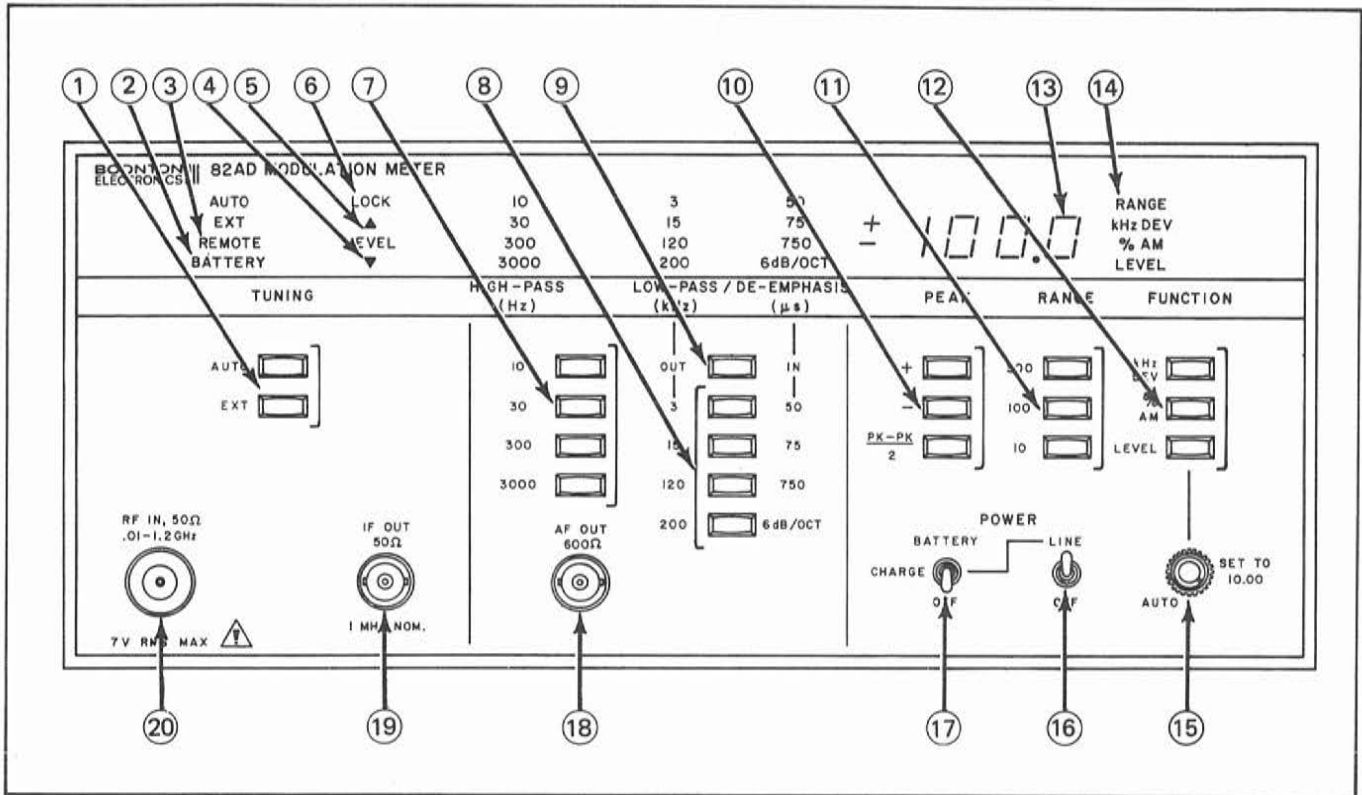 1 2 3 4 5 6 7 8 9 10 11 12 13 14
BOONTON ELECTRONICS 82AD MODULATION METER
AUTO LOCK 10 3 50 RANGE
EXT ▲ 30 15 75 + 10 0.0 kHz DEV
REMOTE LEVEL 300 120 750 − % AM
BATTERY ▼ 3000 200 6dB/OCT LEVEL
TUNING HIGH-PASS LOW-PASS / DE-EMPHASIS PEAK RANGE FUNCTION
(Hz) (kHz) (μs)
AUTO 10 OUT IN + 300 kHz DEV
EXT 30 3 50 − 100 % AM
300 15 75 PK-PK 10 LEVEL
2
3000 120 750
200 6dB/OCT
RF IN, 50Ω
.01-1.2GHz
7V RMS MAX
IF OUT
50Ω
1 MHz NOM.
AF OUT
600Ω
POWER
BATTERY LINE
CHARGE
OFF OFF
SET TO
10.00
AUTO
20 19 18 17 16 15